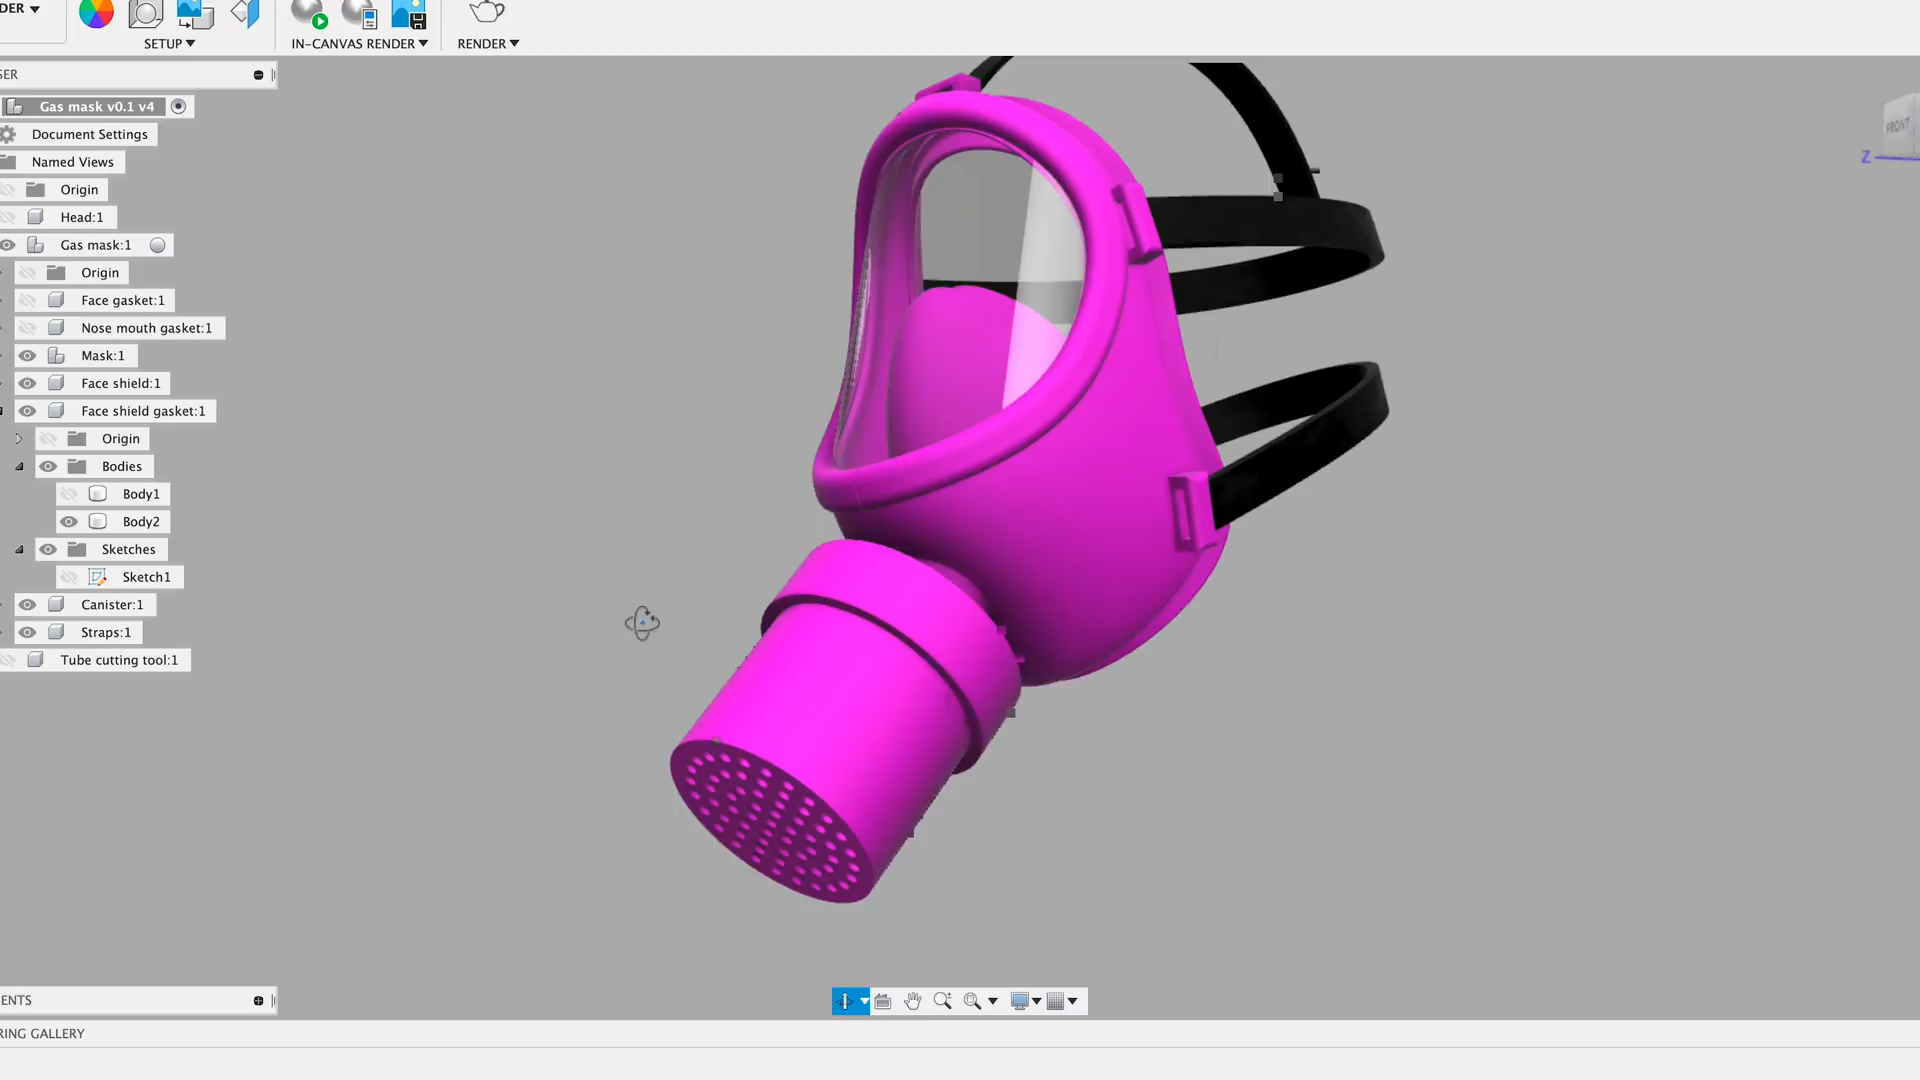 DER
SETUP
IN-CANVAS RENDER
RENDER
SER
Gas mask v0.1 v4
Document Settings
Named Views
Origin
Head:1
Gas mask:1
Origin
Face gasket:1
Nose mouth gasket:1
Mask:1
Face shield:1
Face shield gasket:1
Origin
Bodies
Body1
Body2
Sketches
Sketch1
Canister:1
Straps:1
Tube cutting tool:1
FRONT
Z
ENTS
RING GALLERY